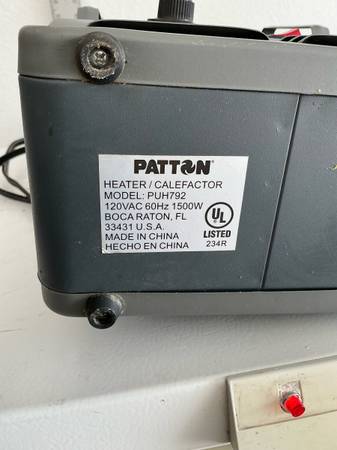 PATTON
HEATER / CALEFACTOR
MODEL: PUH792
120VAC 60Hz 1500W
BOCA RATON, FL
33431 U.S.A.
MADE IN CHINA
HECHO EN CHINA
UL
LISTED
234R